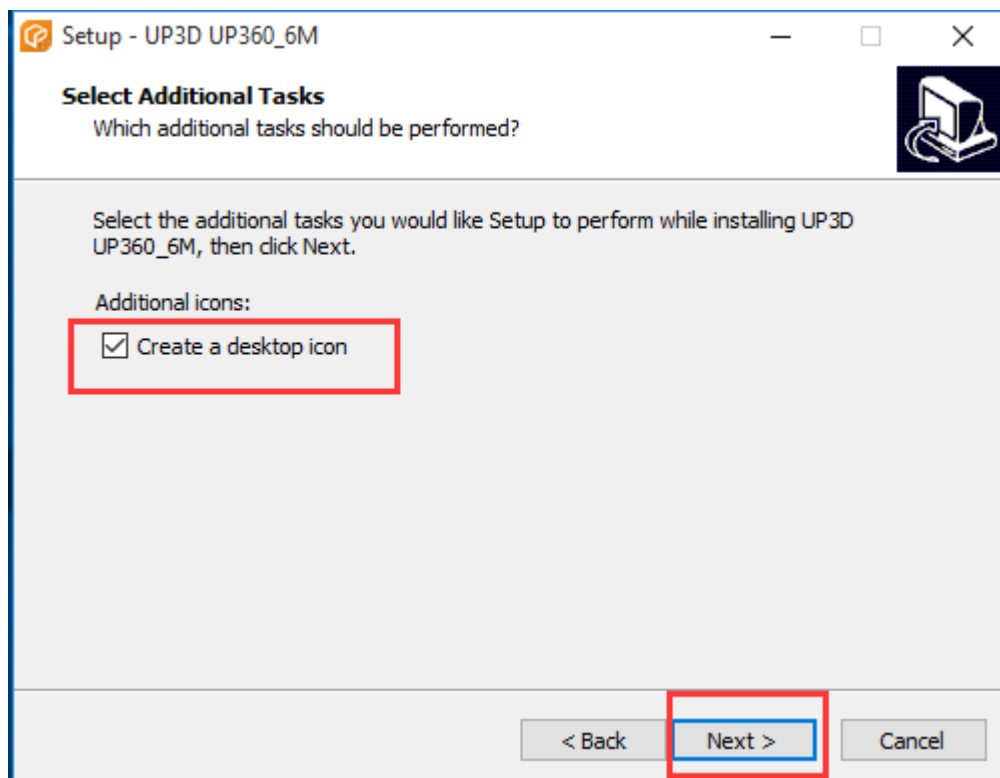 Setup - UP3D UP360_6M
Select Additional Tasks
Which additional tasks should be performed?
Select the additional tasks you would like Setup to perform while installing UP3D
UP360_6M, then click Next.
Additional icons:
Create a desktop icon
< Back
Next >
Cancel